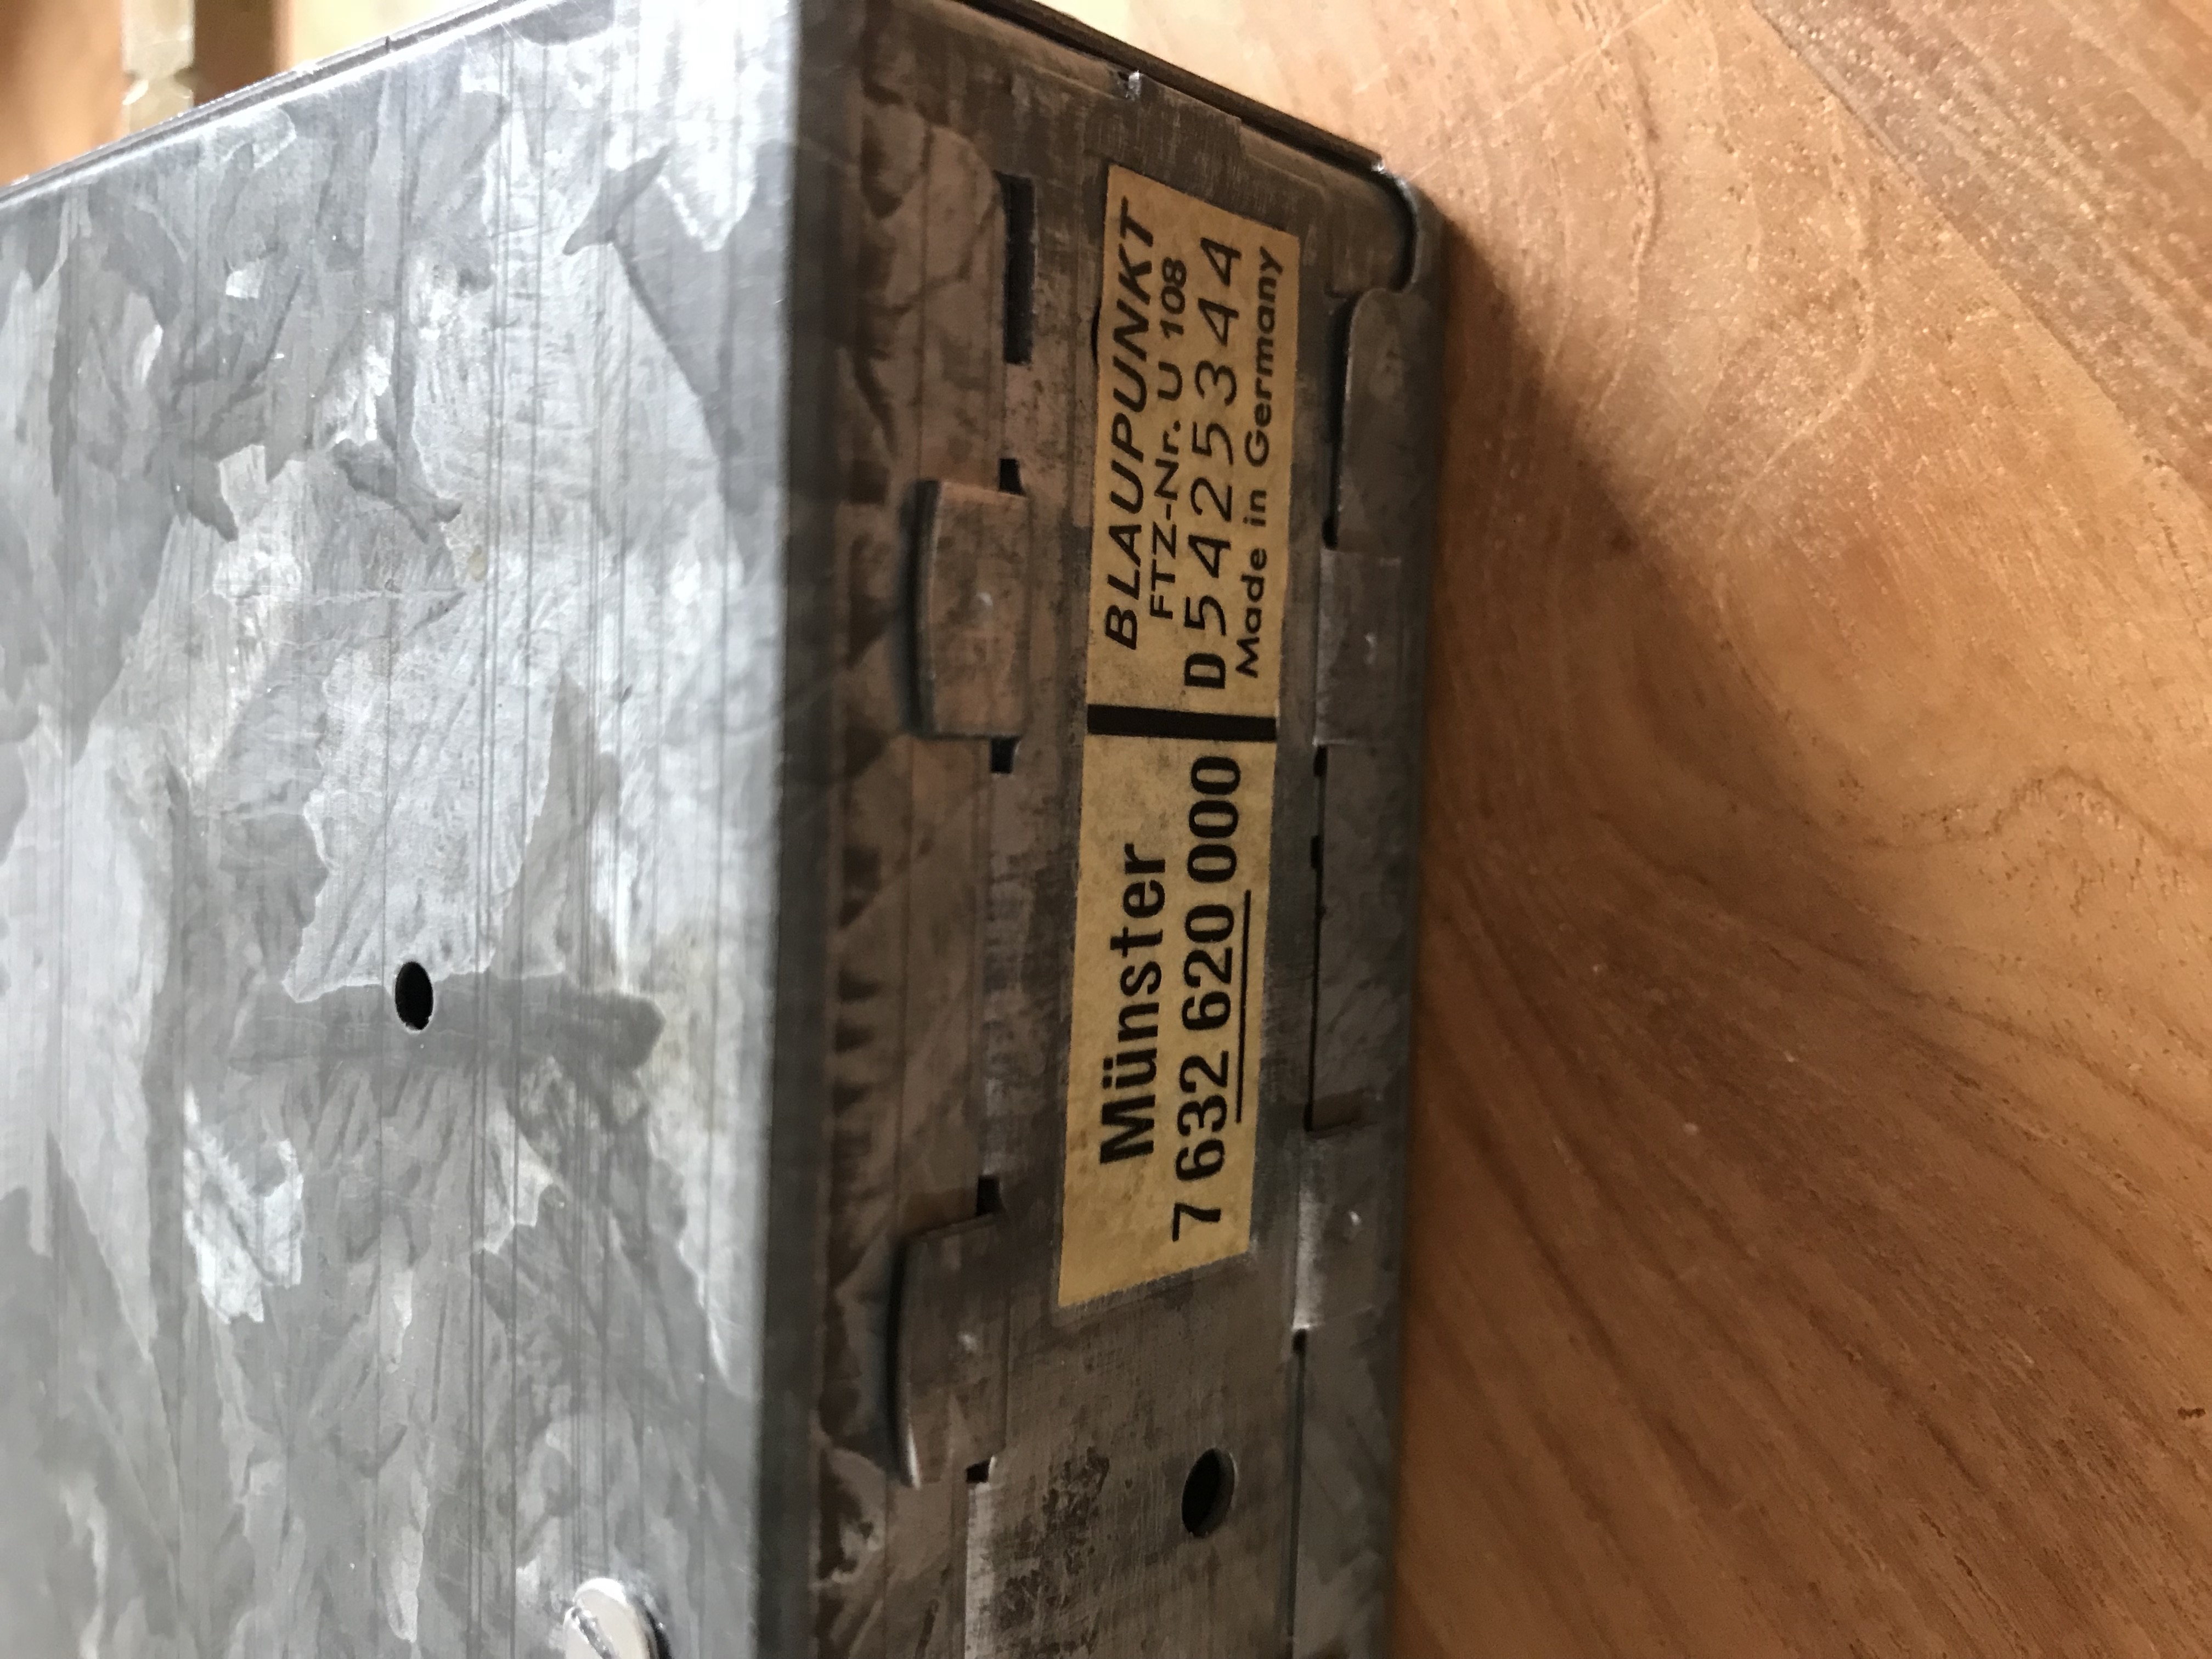 Münster
7 632 620 000
BLAUPUNKT
FTZ-Nr. U 108
D 5425344
Made in Germany